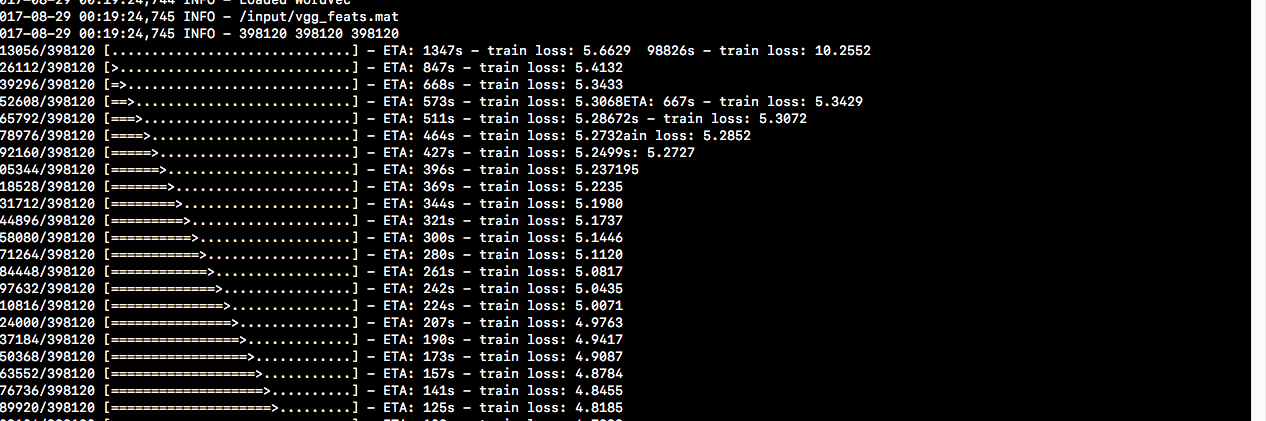 017-08-29 00:19:24,744 INFO - Loaded Wordvec
017-08-29 00:19:24,745 INFO - /input/vgg_feats.mat
017-08-29 00:19:24,745 INFO - 398120 398120 398120
13056/398120 [..............................] - ETA: 1347s - train loss: 5.6629  98826s - train loss: 10.2552
26112/398120 [>.............................] - ETA: 847s - train loss: 5.4132
39296/398120 [=>............................] - ETA: 668s - train loss: 5.3433
52608/398120 [==>...........................] - ETA: 573s - train loss: 5.3068ETA: 667s - train loss: 5.3429
65792/398120 [===>..........................] - ETA: 511s - train loss: 5.28672s - train loss: 5.3072
78976/398120 [====>.........................] - ETA: 464s - train loss: 5.2732ain loss: 5.2852
92160/398120 [=====>........................] - ETA: 427s - train loss: 5.2499s: 5.2727
05344/398120 [======>.......................] - ETA: 396s - train loss: 5.237195
18528/398120 [=======>......................] - ETA: 369s - train loss: 5.2235
31712/398120 [========>.....................] - ETA: 344s - train loss: 5.1980
44896/398120 [=========>....................] - ETA: 321s - train loss: 5.1737
58080/398120 [==========>...................] - ETA: 300s - train loss: 5.1446
71264/398120 [===========>..................] - ETA: 280s - train loss: 5.1120
84448/398120 [============>.................] - ETA: 261s - train loss: 5.0817
97632/398120 [=============>................] - ETA: 242s - train loss: 5.0435
10816/398120 [==============>...............] - ETA: 224s - train loss: 5.0071
24000/398120 [===============>..............] - ETA: 207s - train loss: 4.9763
37184/398120 [================>.............] - ETA: 190s - train loss: 4.9417
50368/398120 [=================>............] - ETA: 173s - train loss: 4.9087
63552/398120 [==================>...........] - ETA: 157s - train loss: 4.8784
76736/398120 [===================>..........] - ETA: 141s - train loss: 4.8455
89920/398120 [====================>.........] - ETA: 125s - train loss: 4.8185